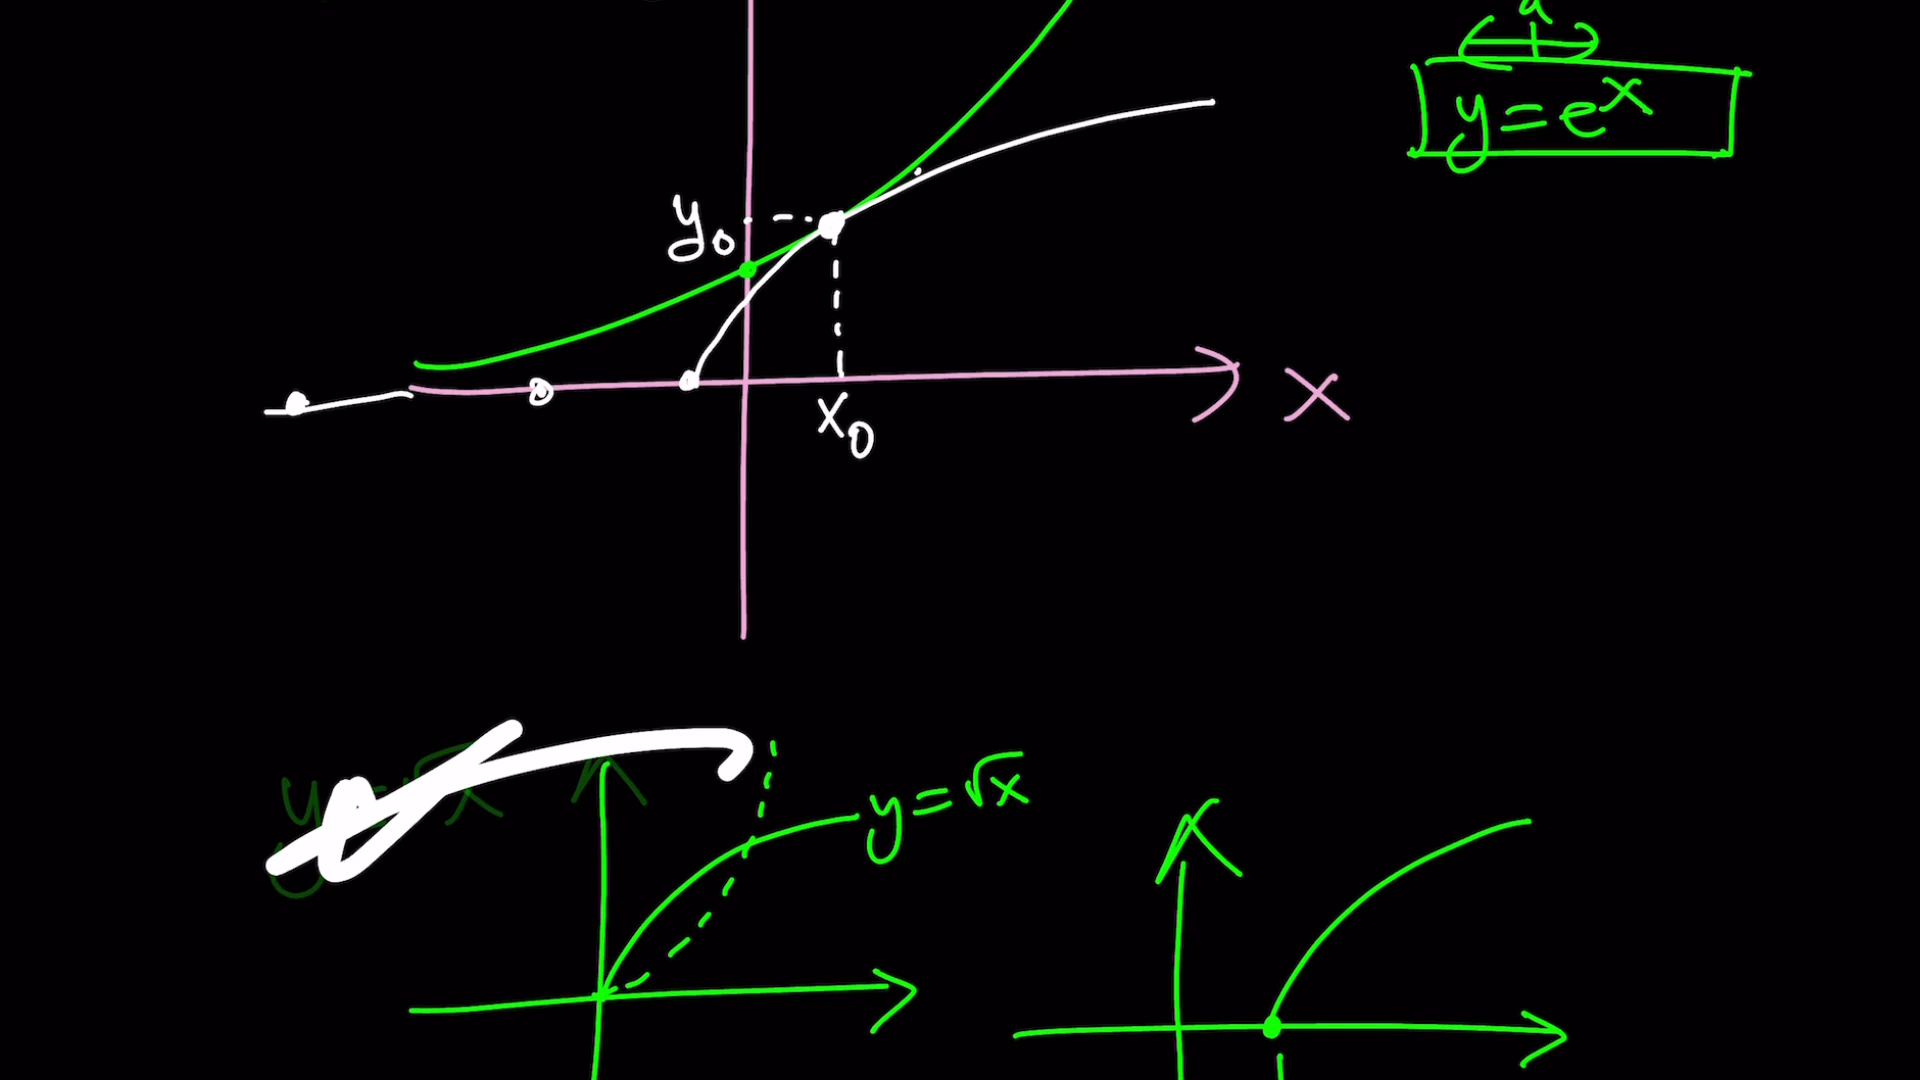 a
y = e^x
y₀
x₀
x
y = √x
y = √x